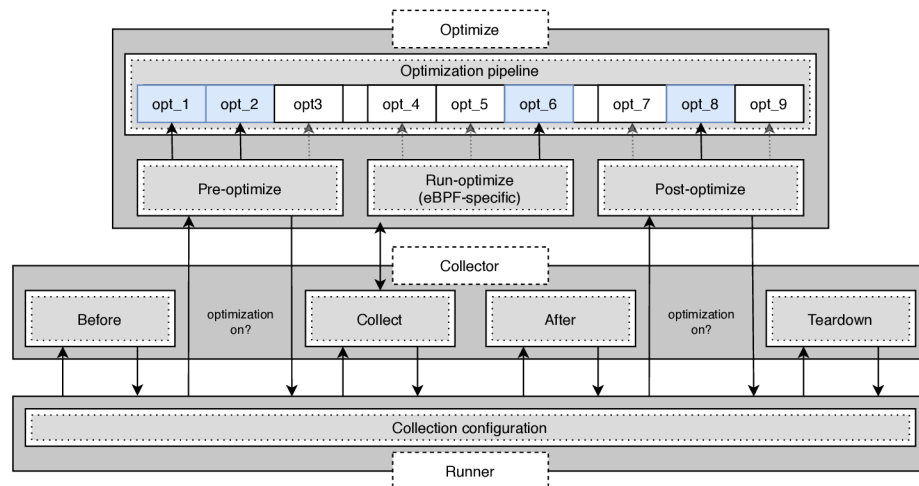 Optimize
Optimization pipeline
opt_1 opt_2 opt3 opt_4 opt_5 opt_6 opt_7 opt_8 opt_9
Pre-optimize
Run-optimize
(eBPF-specific)
Post-optimize
Collector
Before
optimization
on?
Collect
After
optimization
on?
Teardown
Collection configuration
Runner